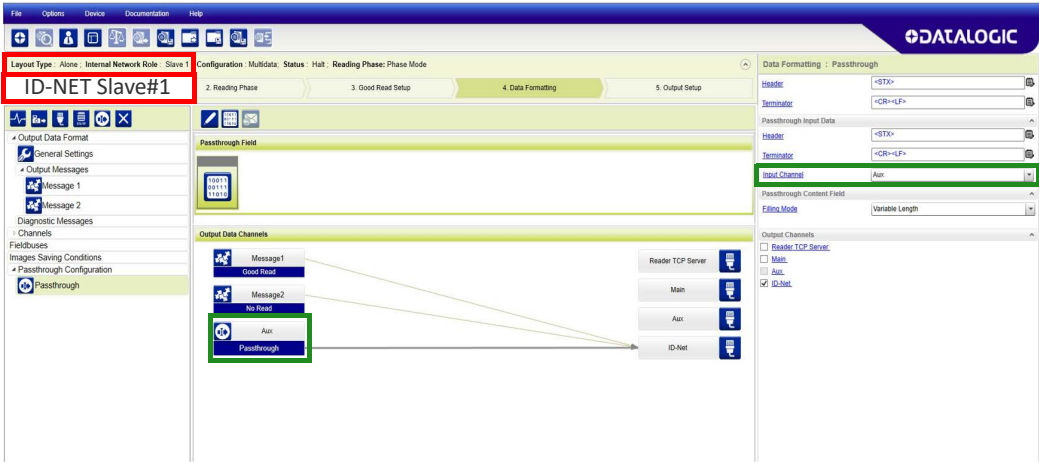 File Options Device Documentation Help
DATALOGIC
Layout Type : Alone ; Internal Network Role : Slave 1 Configuration : Multidata; Status : Halt ; Reading Phase: Phase Mode
ID-NET Slave#1
2. Reading Phase 3. Good Read Setup 4. Data Formatting 5. Output Setup
Output Data Format
General Settings
Output Messages
Message 1
Message 2
Diagnostic Messages
Channels
Fieldbuses
Images Saving Conditions
Passthrough Configuration
Passthrough
Passthrough Field
10011
00111
11010
Output Data Channels
Message1
Good Read
Message2
No Read
Aux
Passthrough
Reader TCP Server
Main
Aux
ID-Net
Data Formatting : Passthrough
Header <STX>
Terminator <CR><LF>
Passthrough Input Data
Header <STX>
Terminator <CR><LF>
Input Channel Aux
Passthrough Content Field
Filling Mode Variable Length
Output Channels
Reader TCP Server
Main
Aux
ID-Net